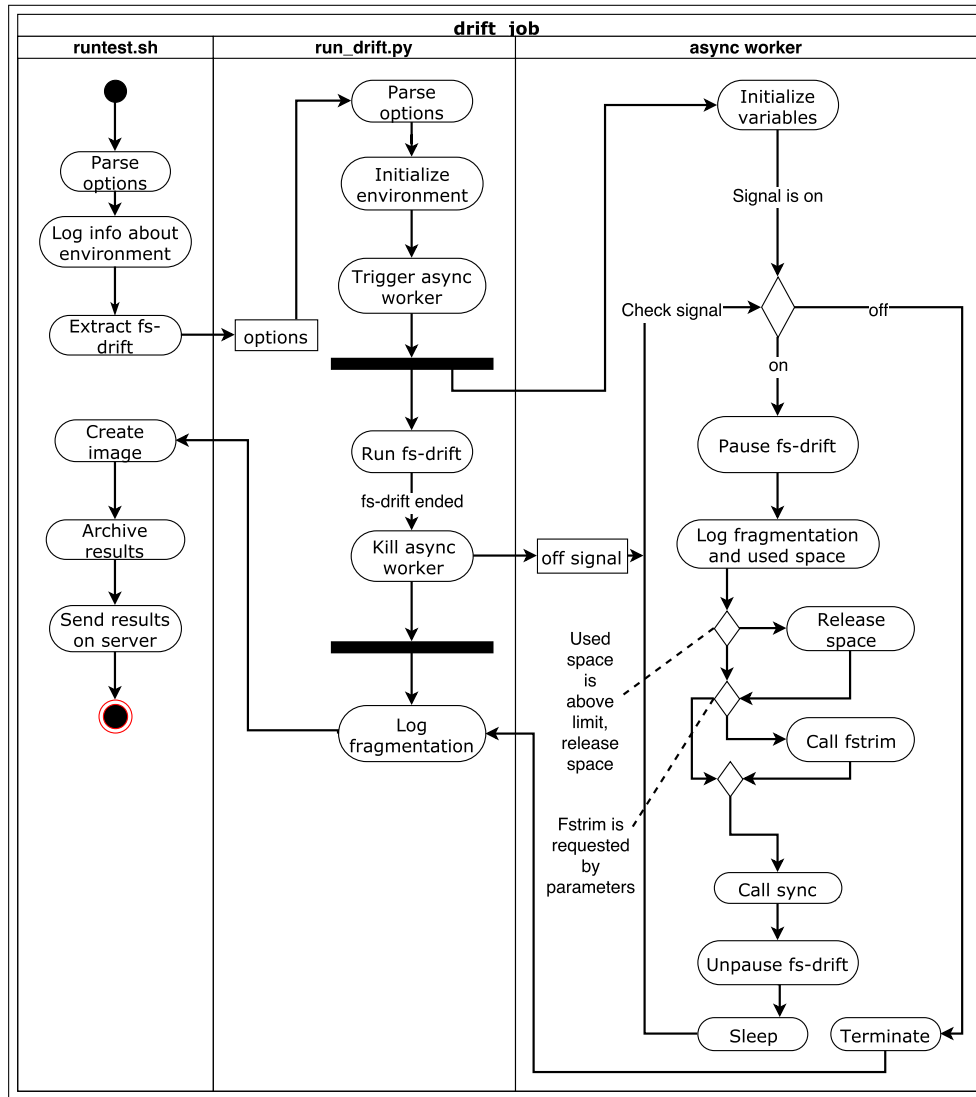 drift job
runtest.sh
run_drift.py
async worker
Parse
options
Log info about
environment
Extract fs-
drift
options
Create
image
Archive
results
Send results
on server
Parse
options
Initialize
environment
Trigger async
worker
Run fs-drift
fs-drift ended
Kill async
worker
off signal
Log
fragmentation
Initialize
variables
Signal is on
Check signal
off
on
Pause fs-drift
Log fragmentation
and used space
Used
space
is
above
limit,
release
space
Release
space
Call fstrim
Fstrim is
requested
by
parameters
Call sync
Unpause fs-drift
Sleep
Terminate